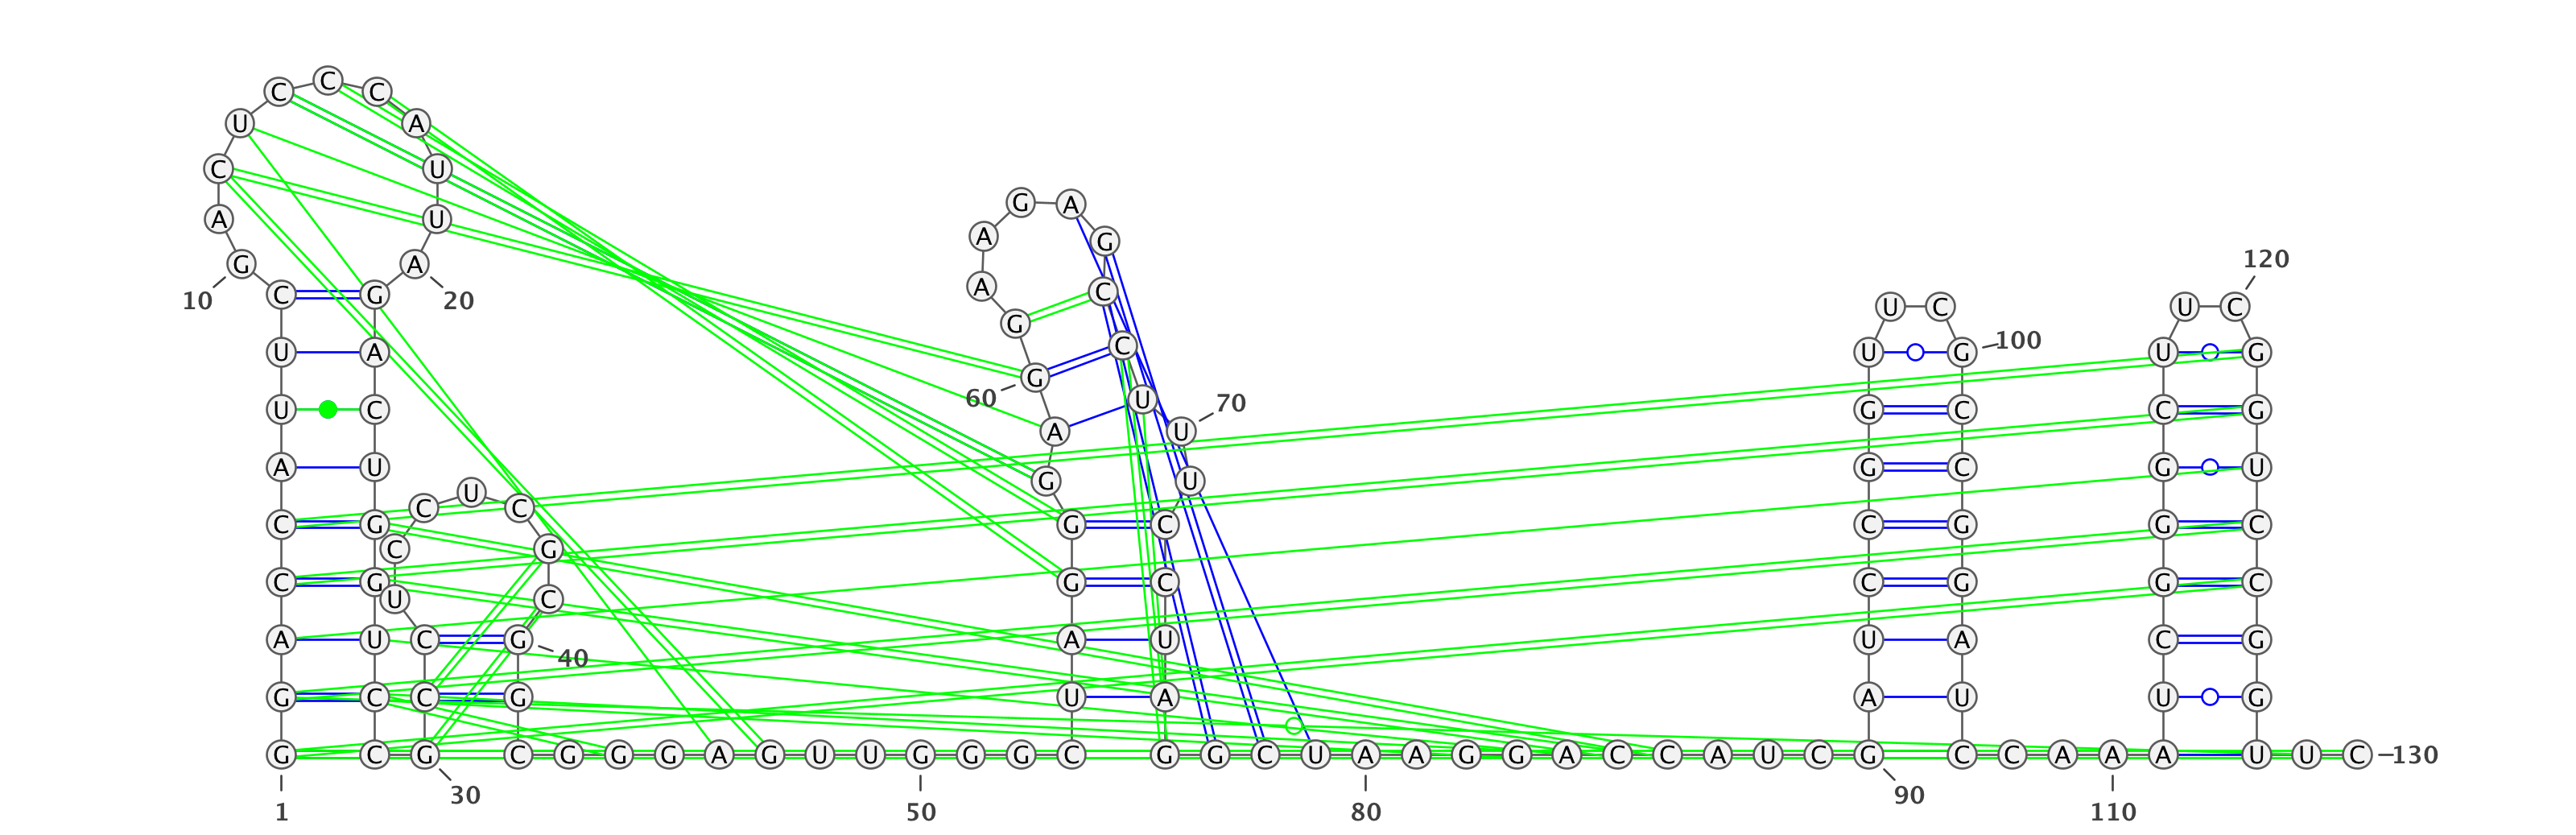 C C C
U A
C U
G A
A U
A G
120
G A
C G A C
10 20 U C U C
G
C 100
U A U G U G
G
60 U 70
U C G C C G
A U
A U G C G U
G U
U
C C
C G G C C G G C
C G
C G G C C G G C
U C
A U C G A U U A C G
40
G C C G U A A U U G
G C G C G G G A G U U G G G C G G C U A A G G A C C A U C G C C A A A U U C 130
30 90
1 50 80 110